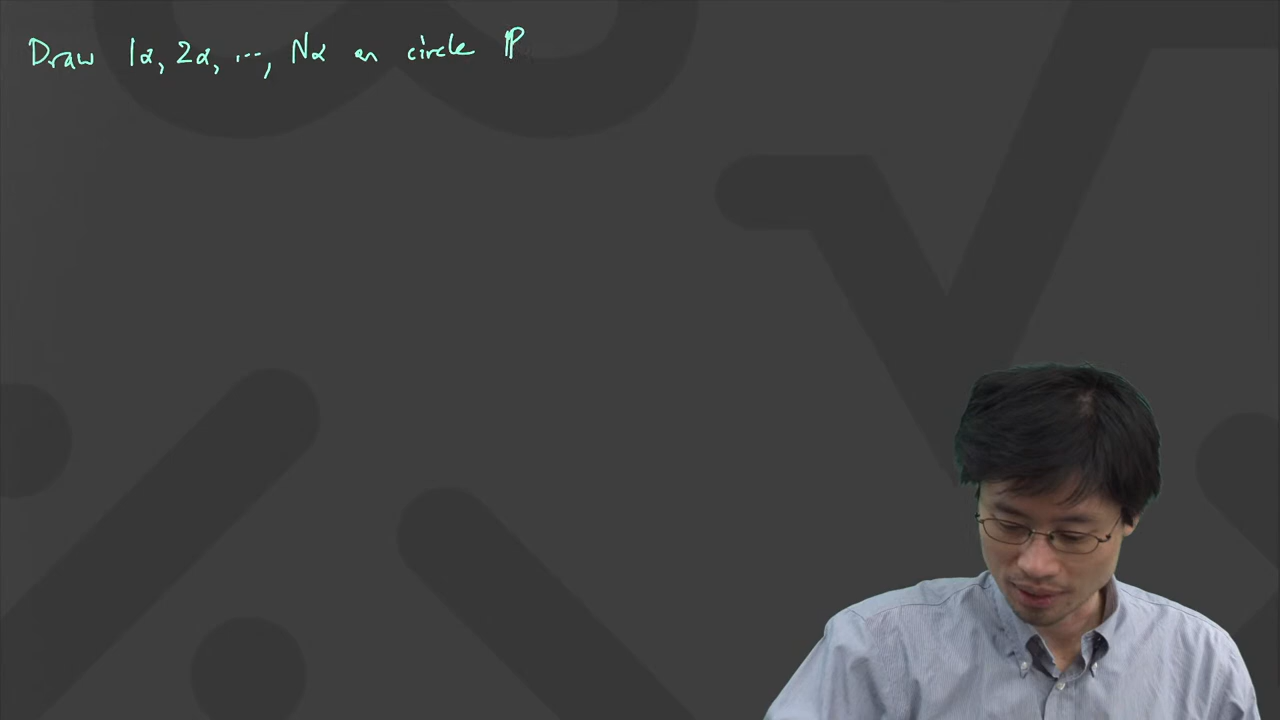 Draw 1α, 2α, ..., Nα on circle P